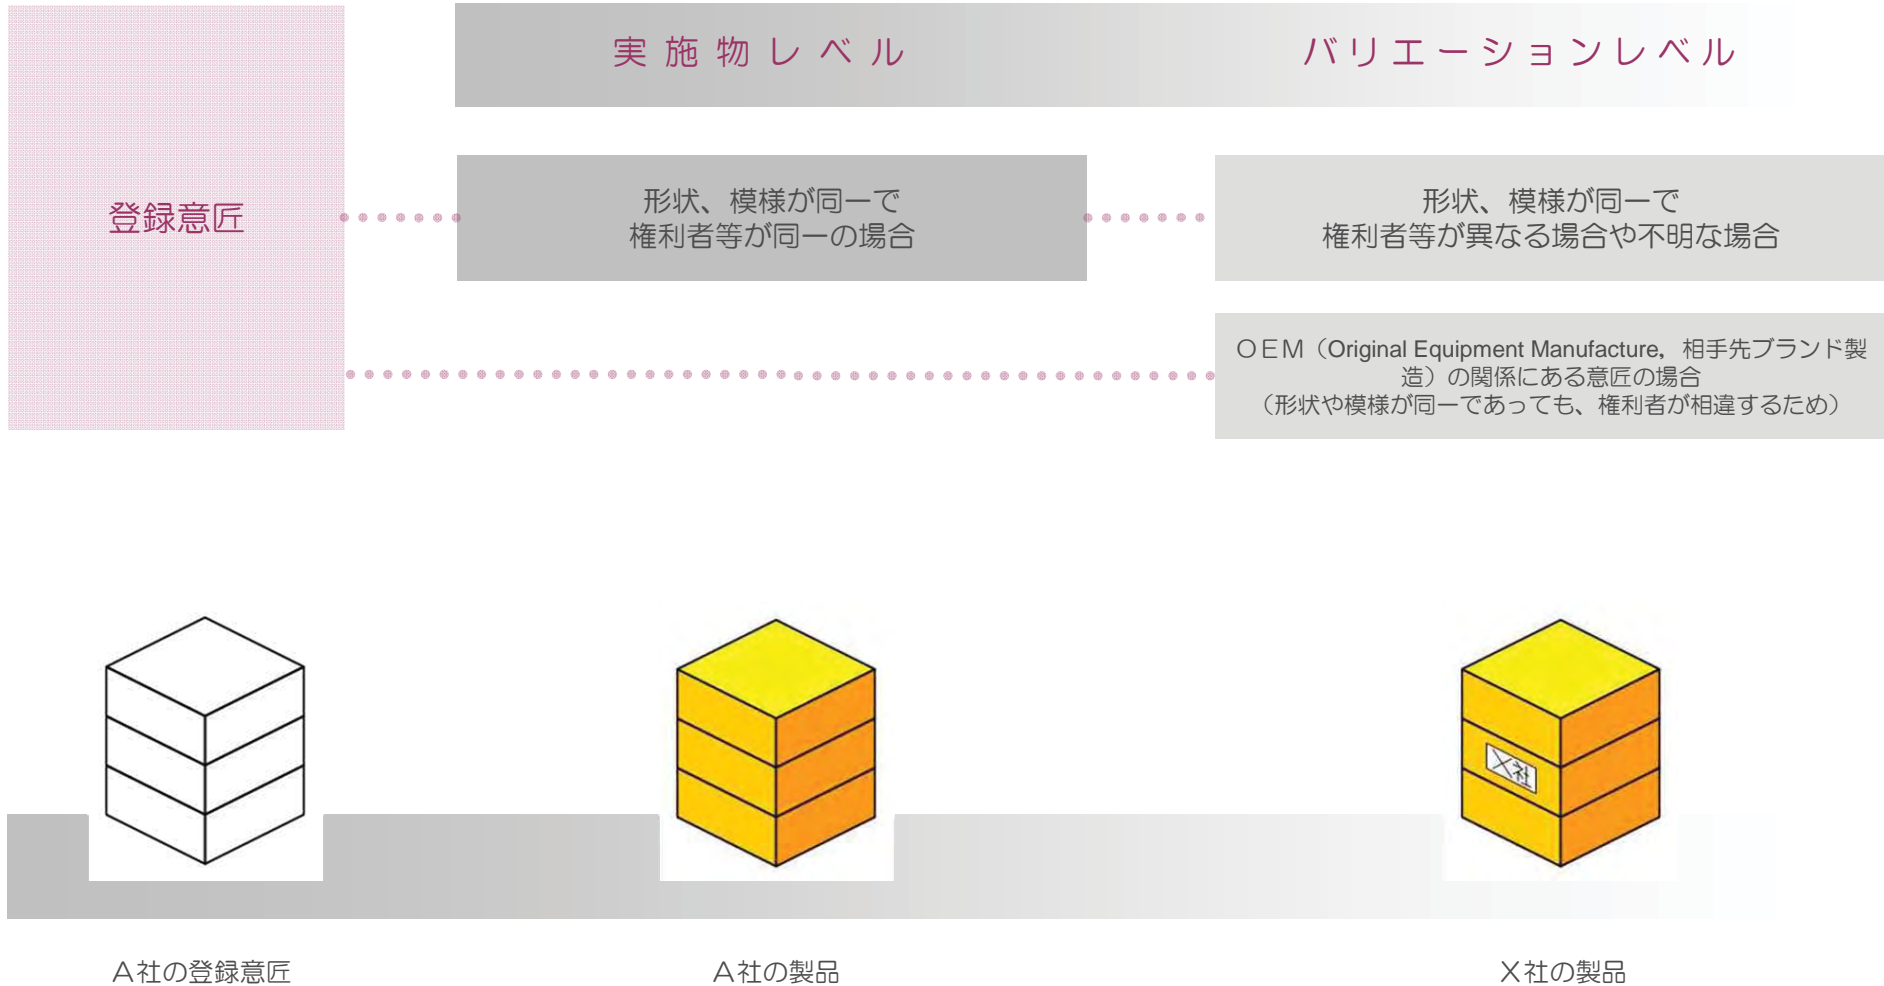 実施物レベル
バリエーションレベル
登録意匠
形状、模様が同一で
権利者等が同一の場合
形状、模様が同一で
権利者等が異なる場合や不明な場合
ＯＥＭ（Original Equipment Manufacture，相手先ブランド製
造）の関係にある意匠の場合
（形状や模様が同一であっても、権利者が相違するため）
X社
Ａ社の登録意匠
Ａ社の製品
Ｘ社の製品